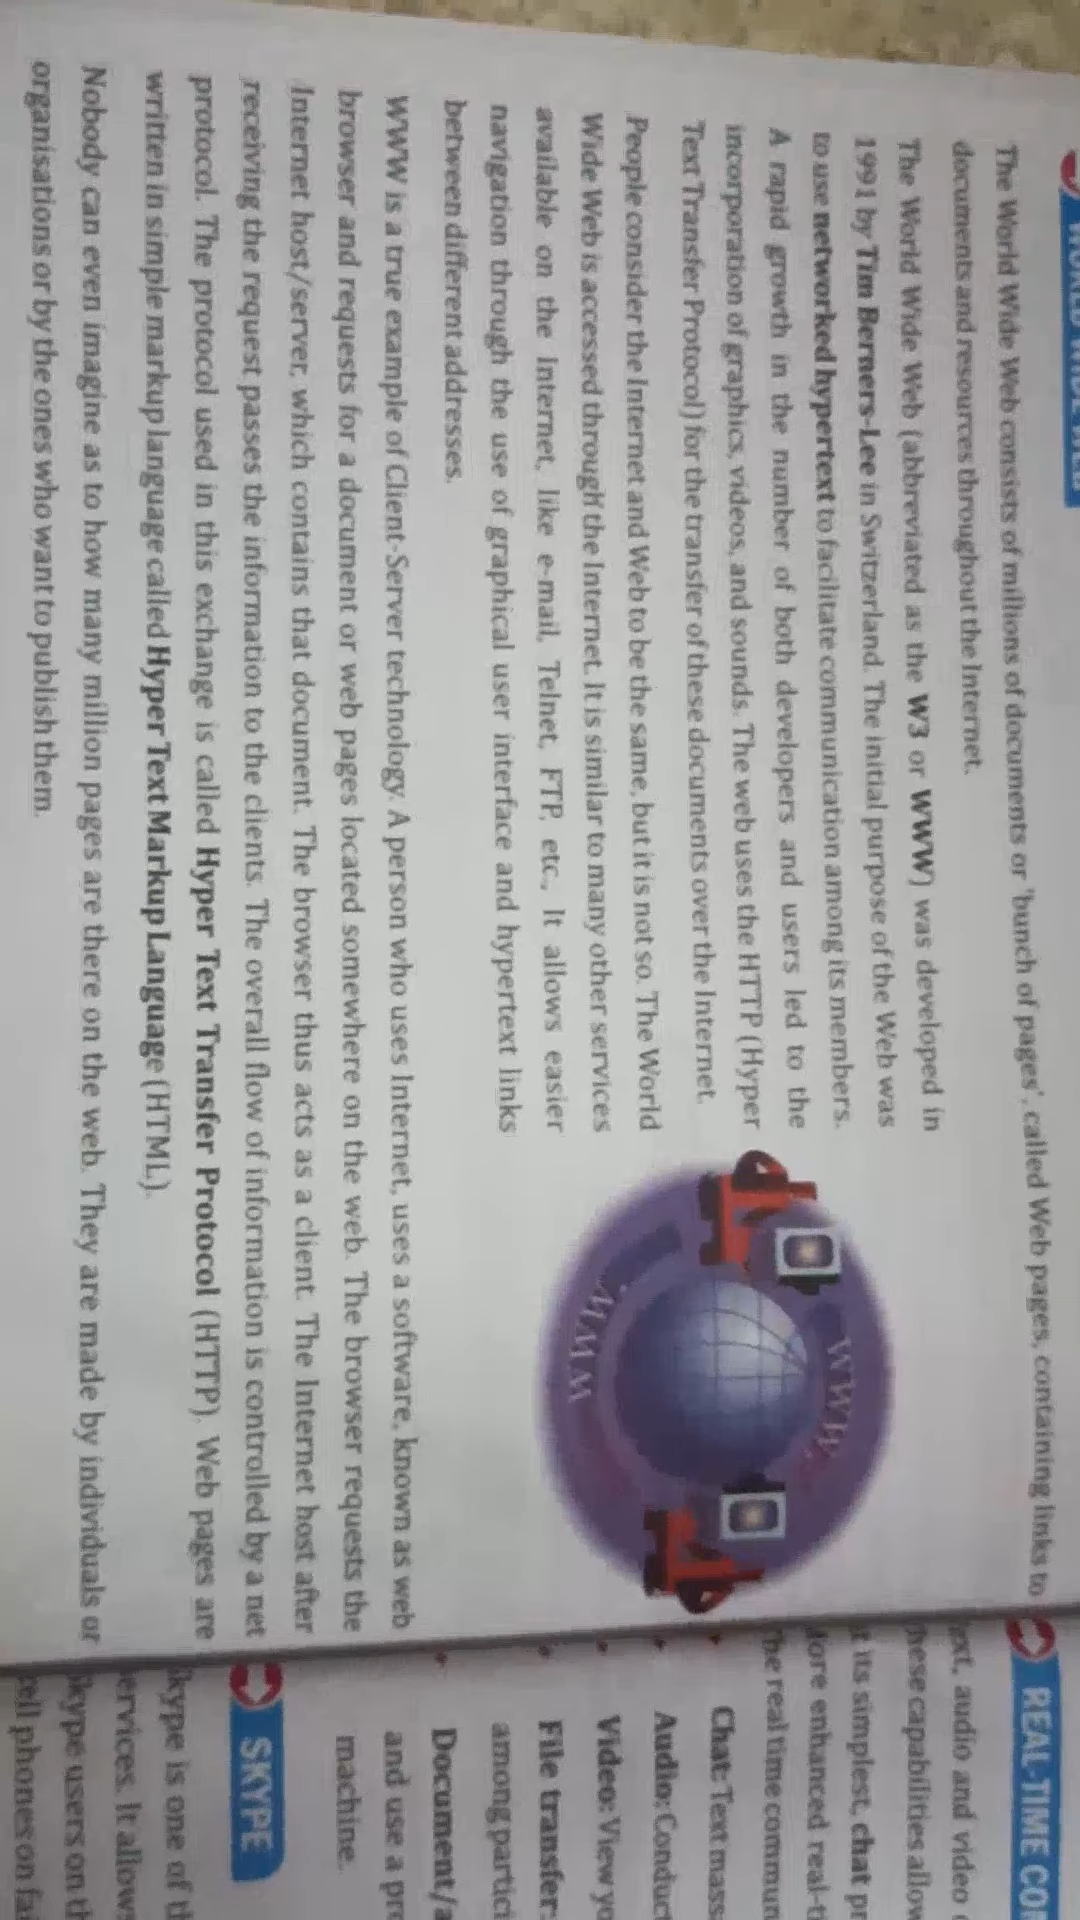 WORLD WIDE WEB
The World Wide Web consists of millions of documents or 'bunch of pages', called Web pages, containing links to
documents and resources throughout the Internet.
The World Wide Web (abbreviated as the W3 or WWW) was developed in
1991 by Tim Berners-Lee in Switzerland. The initial purpose of the Web was
to use networked hypertext to facilitate communication among its members.
A rapid growth in the number of both developers and users led to the
incorporation of graphics, videos, and sounds. The web uses the HTTP (Hyper
Text Transfer Protocol) for the transfer of these documents over the Internet.
People consider the Internet and Web to be the same, but it is not so. The World
Wide Web is accessed through the Internet. It is similar to many other services
available on the Internet, like e-mail, Telnet, FTP, etc., It allows easier
navigation through the use of graphical user interface and hypertext links
between different addresses.
WWW
WWW
WWW is a true example of Client-Server technology. A person who uses Internet, uses a software, known as web
browser and requests for a document or web pages located somewhere on the web. The browser requests the
Internet host/server, which contains that document. The browser thus acts as a client. The Internet host after
receiving the request passes the information to the clients. The overall flow of information is controlled by a net
protocol. The protocol used in this exchange is called Hyper Text Transfer Protocol (HTTP). Web pages are
written in simple markup language called Hyper Text Markup Language (HTML).
Nobody can even imagine as to how many million pages are there on the web. They are made by individuals or
organisations or by the ones who want to publish them.
REAL-TIME CO
ext, audio and video
hese capabilities allow
t its simplest, chat pr
ore enhanced real-ti
he real time commun
Chat: Text mass
Audio: Conduct
Video: View yo
File transfer:
among partici
Document/a
and use a pro
machine.
SKYPE
kype is one of th
ervices. It allows
kype users on th
ell phones on fai